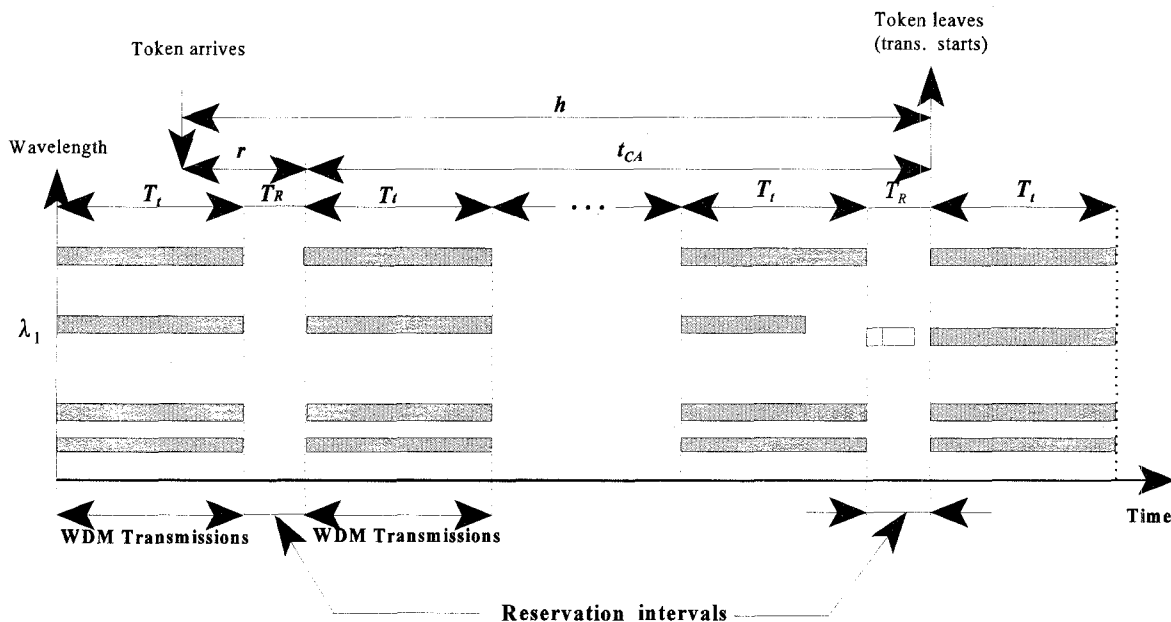 Token leaves
(trans. starts)
Token arrives
h
Wavelength
r
t_CA
T_t
T_R
T_t
...
T_t
T_R
T_t
λ_1
WDM Transmissions
WDM Transmissions
Time
Reservation intervals